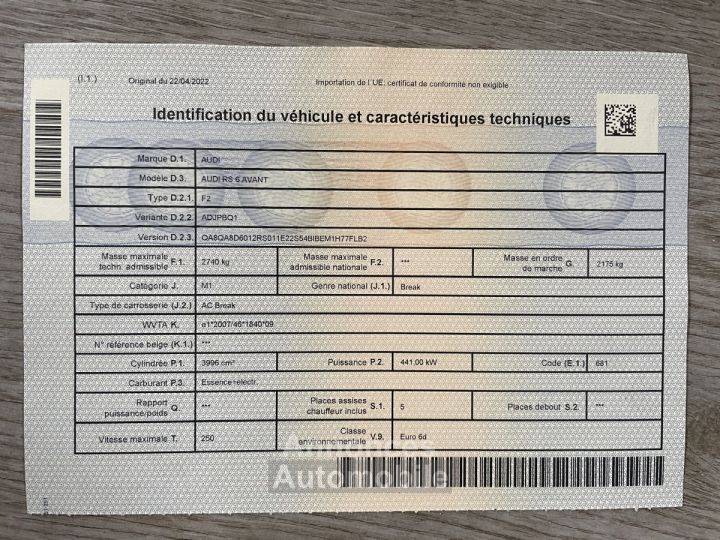 (I.1.) Original du 22/04/2022 Importation de l'UE: certificat de conformité non exigible
Identification du véhicule et caractéristiques techniques
Marque D.1. AUDI
Modèle D.3. AUDI RS 6 AVANT
Type D.2.1. F2
Variante D.2.2. ADJPBQ1
Version D.2.3. QA8QA8D6012RS011E22S54BIBEM1H77FLB2
Masse maximale techn. admissible F.1. 2740 kg Masse maximale admissible nationale F.2. --- Masse en ordre de marche G. 2175 kg
Catégorie J. M1 Genre national (J.1.) Break
Type de carrosserie (J.2.) AC Break
WVTA K. e1*2007/46*1840*09
N° référence belge (K.1.) ---
Cylindrée P.1. 3996 cm³ Puissance P.2. 441.00 kW Code (E.1.) 681
Carburant P.3. Essence+électr.
Rapport puissance/poids Q. --- Places assises chauffeur inclus S.1. 5 Places debout S.2. ---
Vitesse maximale T. 250 Classe environnementale V.9. Euro 6d
Annonces
Automobile